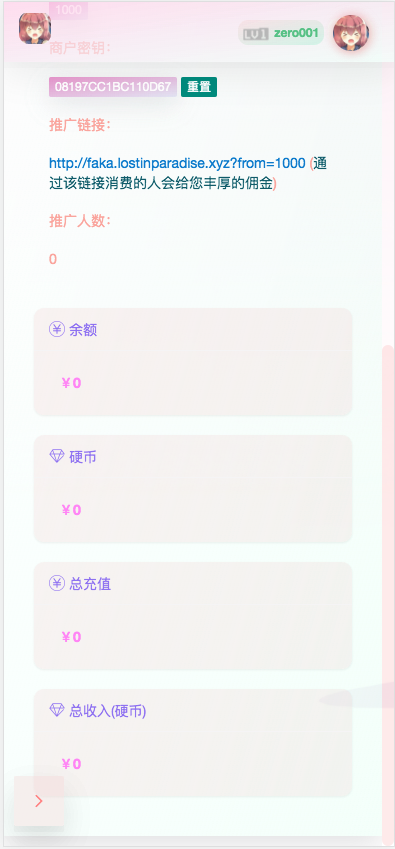 1000
LV1 zero001
商户密钥：
08197CC1BC110D67 重置
推广链接：
http://faka.lostinparadise.xyz?from=1000 (通
过该链接消费的人会给您丰厚的佣金)
推广人数：
0
余额
￥0
硬币
￥0
总充值
￥0
总收入(硬币)
￥0